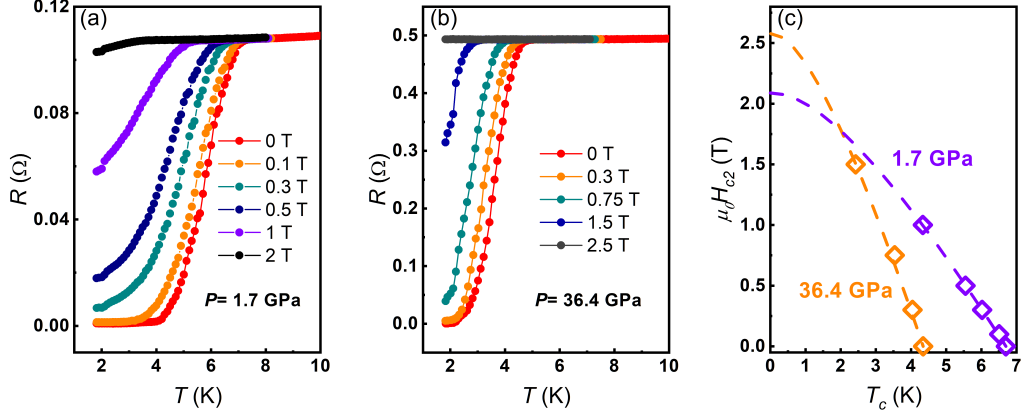 (a)
0.12
0.08
0.04
0.00
R (Ω)
0 T
0.1 T
0.3 T
0.5 T
1 T
2 T
P= 1.7 GPa
2 4 6 8 10
T (K)
(b)
0.5
0.4
0.3
0.2
0.1
0.0
R (Ω)
0 T
0.3 T
0.75 T
1.5 T
2.5 T
P= 36.4 GPa
2 4 6 8 10
T (K)
(c)
2.5
2.0
1.5
1.0
0.5
0.0
μ₀Hc2 (T)
1.7 GPa
36.4 GPa
0 1 2 3 4 5 6 7
Tc (K)